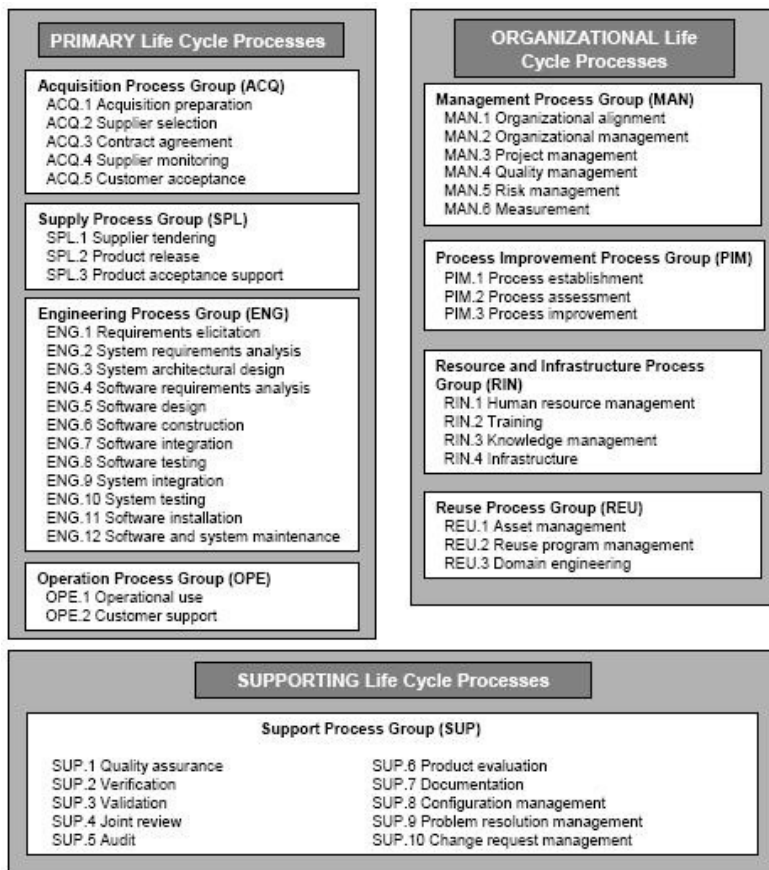 PRIMARY Life Cycle Processes
Acquisition Process Group (ACQ)
ACQ.1 Acquisition preparation
ACQ.2 Supplier selection
ACQ.3 Contract agreement
ACQ.4 Supplier monitoring
ACQ.5 Customer acceptance
Supply Process Group (SPL)
SPL.1 Supplier tendering
SPL.2 Product release
SPL.3 Product acceptance support
Engineering Process Group (ENG)
ENG.1 Requirements elicitation
ENG.2 System requirements analysis
ENG.3 System architectural design
ENG.4 Software requirements analysis
ENG.5 Software design
ENG.6 Software construction
ENG.7 Software integration
ENG.8 Software testing
ENG.9 System integration
ENG.10 System testing
ENG.11 Software installation
ENG.12 Software and system maintenance
Operation Process Group (OPE)
OPE.1 Operational use
OPE.2 Customer support
ORGANIZATIONAL Life
Cycle Processes
Management Process Group (MAN)
MAN.1 Organizational alignment
MAN.2 Organizational management
MAN.3 Project management
MAN.4 Quality management
MAN.5 Risk management
MAN.6 Measurement
Process Improvement Process Group (PIM)
PIM.1 Process establishment
PIM.2 Process assessment
PIM.3 Process improvement
Resource and Infrastructure Process
Group (RIN)
RIN.1 Human resource management
RIN.2 Training
RIN.3 Knowledge management
RIN.4 Infrastructure
Reuse Process Group (REU)
REU.1 Asset management
REU.2 Reuse program management
REU.3 Domain engineering
SUPPORTING Life Cycle Processes
Support Process Group (SUP)
SUP.1 Quality assurance
SUP.2 Verification
SUP.3 Validation
SUP.4 Joint review
SUP.5 Audit
SUP.6 Product evaluation
SUP.7 Documentation
SUP.8 Configuration management
SUP.9 Problem resolution management
SUP.10 Change request management